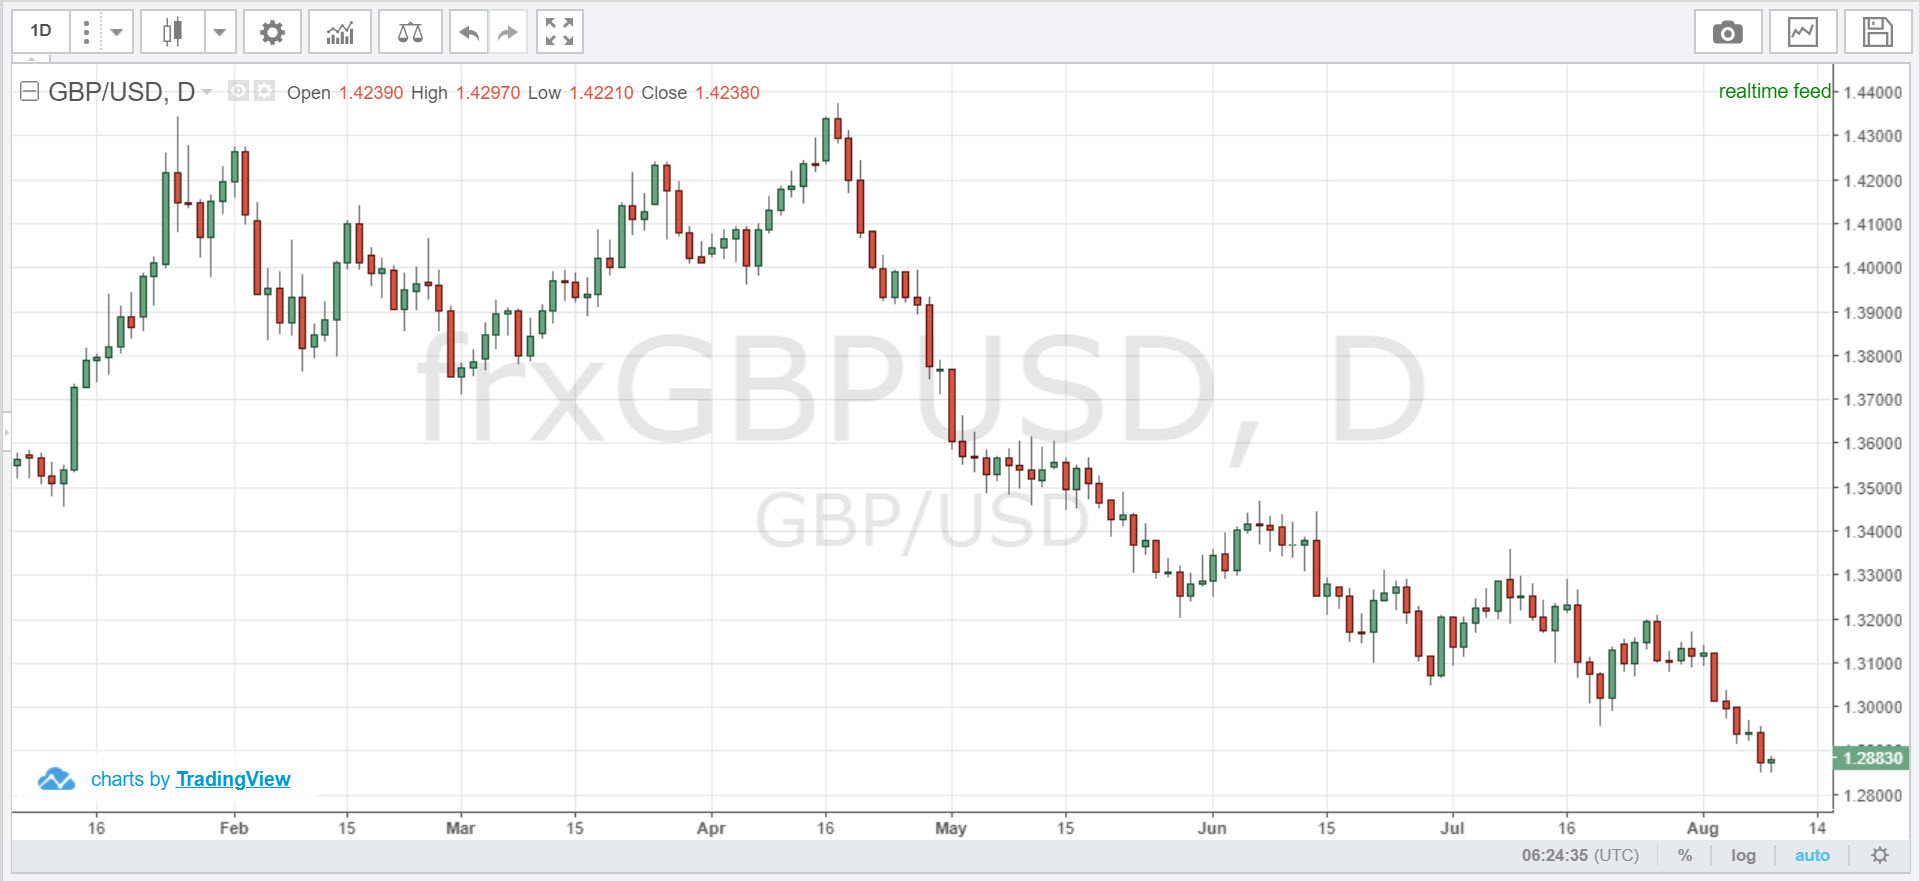 1D
GBP/USD, D Open 1.42390 High 1.42970 Low 1.42210 Close 1.42380
realtime feed
1.44000
1.43000
1.42000
1.41000
1.40000
1.39000
1.38000
1.37000
1.36000
1.35000
1.34000
1.33000
1.32000
1.31000
1.30000
1.28830
1.28000
frxGBPUSD, D
GBP/USD
charts by TradingView
16 Feb 15 Mar 15 Apr 16 May 15 Jun 15 Jul 16 Aug 14
06:24:35 (UTC) % log auto